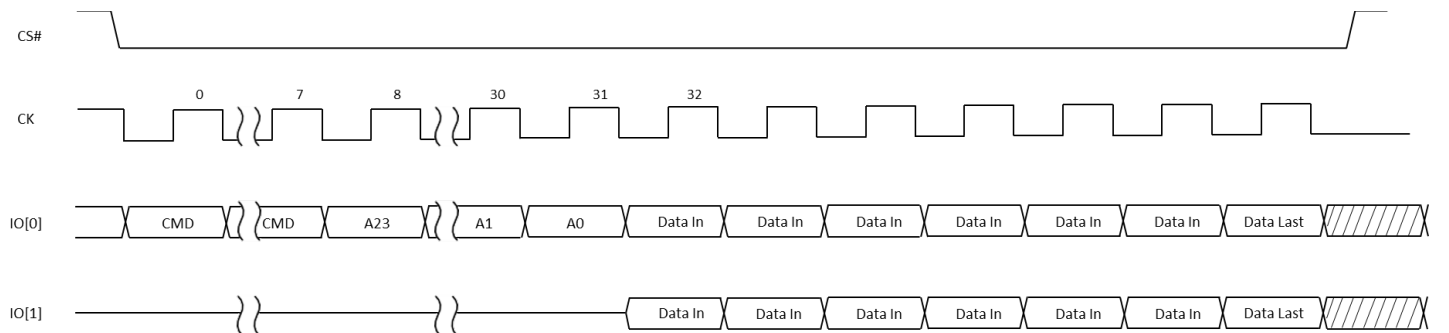 CS#
0 7 8 30 31 32
CK
IO[0] CMD CMD A23 A1 A0 Data In Data In Data In Data In Data In Data In Data Last
IO[1] Data In Data In Data In Data In Data In Data In Data Last